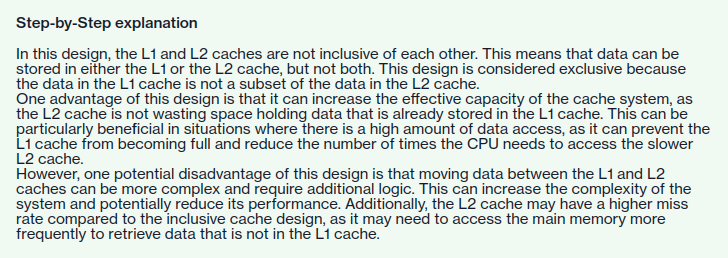 Step-by-Step explanation
In this design, the L1 and L2 caches are not inclusive of each other. This means that data can be
stored in either the L1 or the L2 cache, but not both. This design is considered exclusive because
the data in the L1 cache is not a subset of the data in the L2 cache.
One advantage of this design is that it can increase the effective capacity of the cache system, as
the L2 cache is not wasting space holding data that is already stored in the L1 cache. This can be
particularly beneficial in situations where there is a high amount of data access, as it can prevent the
L1 cache from becoming full and reduce the number of times the CPU needs to access the slower
L2 cache.
However, one potential disadvantage of this design is that moving data between the L1 and L2
caches can be more complex and require additional logic. This can increase the complexity of the
system and potentially reduce its performance. Additionally, the L2 cache may have a higher miss
rate compared to the inclusive cache design, as it may need to access the main memory more
frequently to retrieve data that is not in the L1 cache.